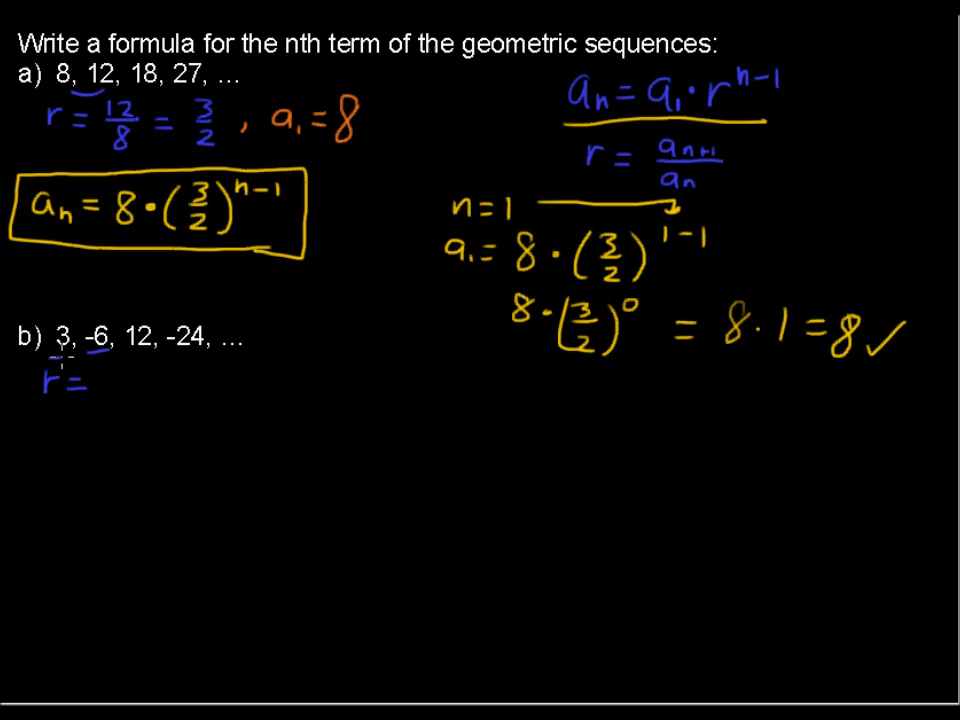 Write a formula for the nth term of the geometric sequences:
a) 8, 12, 18, 27, ...
r = 12/8 = 3/2 , a₁ = 8
aₙ = 8 · (3/2)ⁿ⁻¹
aₙ = a₁ · rⁿ⁻¹
r = aₙ₊₁/aₙ
n = 1
a₁ = 8 · (3/2)¹⁻¹
8 · (3/2)⁰ = 8 · 1 = 8 ✓
b) 3, -6, 12, -24, ...
r =